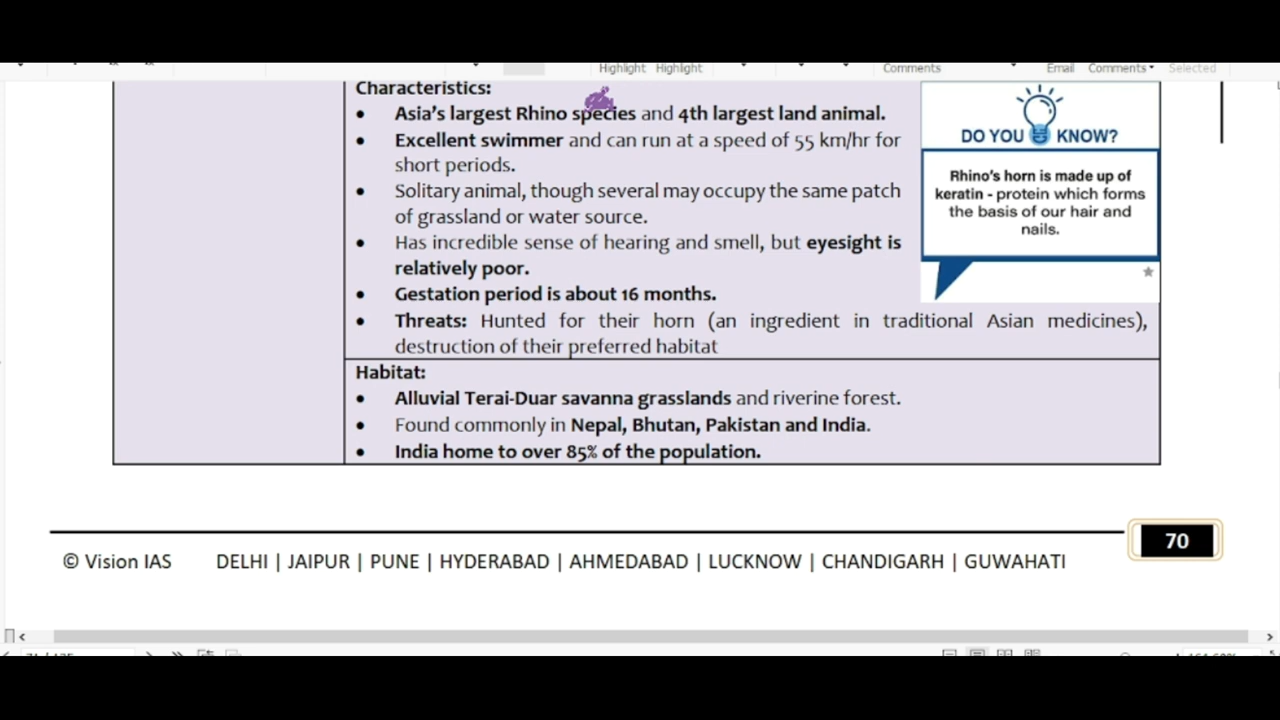 Highlight Highlight Comments Email Comments Selected
Characteristics:
• Asia's largest Rhino species and 4th largest land animal.
• Excellent swimmer and can run at a speed of 55 km/hr for
short periods.
• Solitary animal, though several may occupy the same patch
of grassland or water source.
• Has incredible sense of hearing and smell, but eyesight is
relatively poor.
• Gestation period is about 16 months.
• Threats: Hunted for their horn (an ingredient in traditional Asian medicines),
destruction of their preferred habitat
DO YOU KNOW?
Rhino's horn is made up of
keratin - protein which forms
the basis of our hair and
nails.
Habitat:
• Alluvial Terai-Duar savanna grasslands and riverine forest.
• Found commonly in Nepal, Bhutan, Pakistan and India.
• India home to over 85% of the population.
70
© Vision IAS DELHI | JAIPUR | PUNE | HYDERABAD | AHMEDABAD | LUCKNOW | CHANDIGARH | GUWAHATI